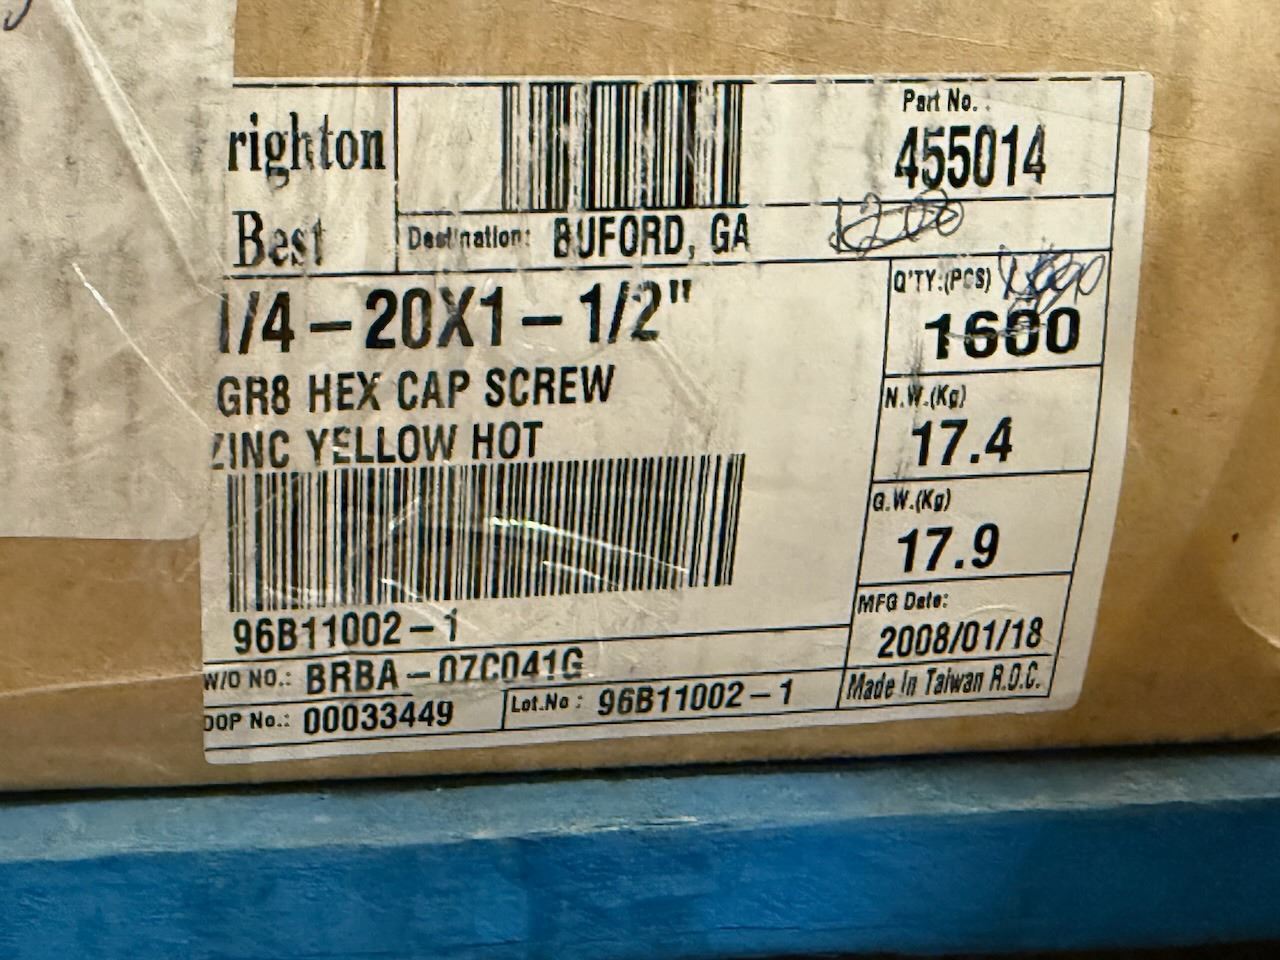 righton
Best
Part No.
455014
Destination: BUFORD, GA
1/4-20X1-1/2"
GR8 HEX CAP SCREW
ZINC YELLOW HOT
Q'TY:(PCS)
1600
N.W.(Kg)
17.4
G.W.(Kg)
17.9
MFG Date:
2008/01/18
96B11002-1
W/O NO.: BRBA-07C041G
OOP No.: 00033449
Lot.No: 96B11002-1
Made In Taiwan R.O.C.